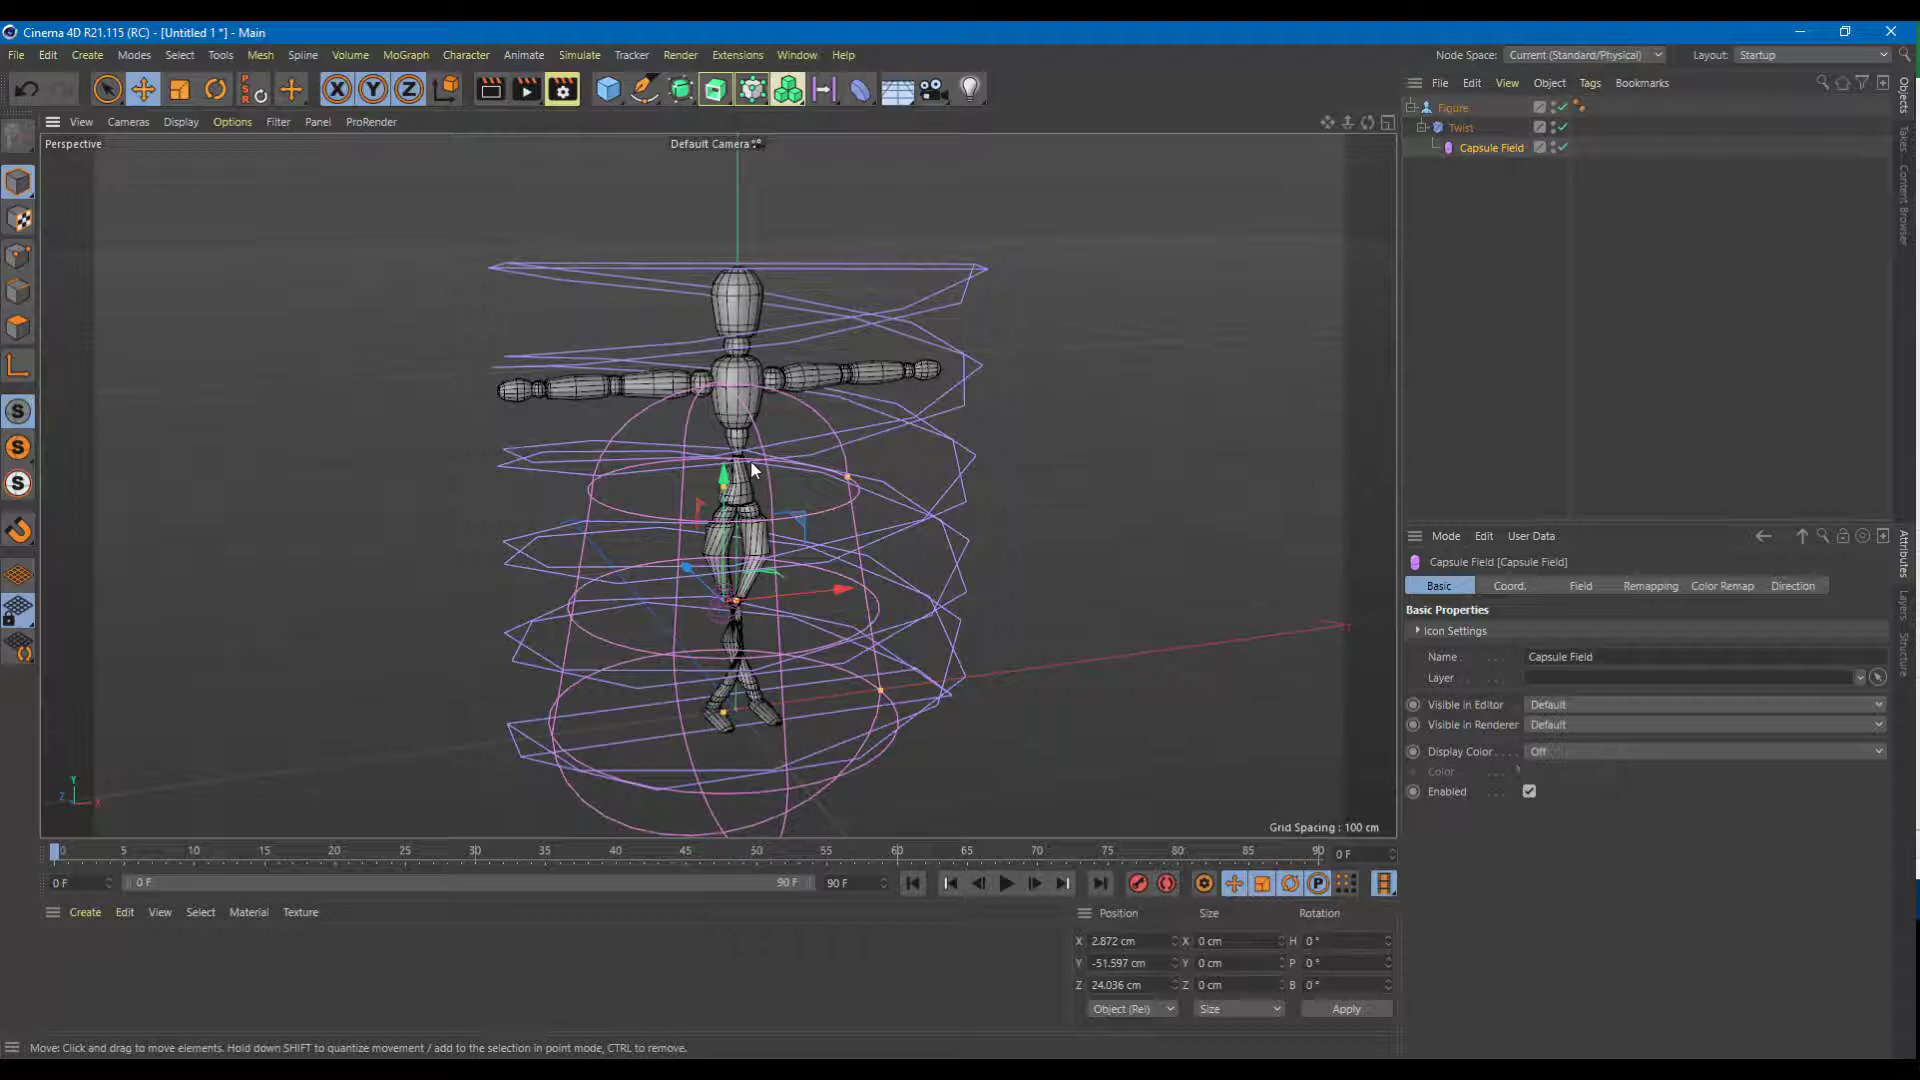 Cinema 4D R21.115 (RC) - [Untitled 1 *] - Main
File Edit Create Modes Select Tools Mesh Spline Volume MoGraph Character Animate Simulate Tracker Render Extensions Window Help
Node Space: Current (Standard/Physical) Layout: Startup
PSR
X Y Z
File Edit View Object Tags Bookmarks
View Cameras Display Options Filter Panel ProRender
Perspective
Default Camera
Figure
Twist
Capsule Field
Objects
Takes
Content Browser
Mode Edit User Data
Capsule Field [Capsule Field]
Basic Coord. Field Remapping Color Remap Direction
Basic Properties
Icon Settings
Name Capsule Field
Layer
Visible in Editor Default
Visible in Renderer Default
Display Color Off
Color
Enabled
Attributes
Layers
Structure
S
S
S
Y
Z X
Grid Spacing : 100 cm
0 5 10 15 20 25 30 35 40 45 50 55 60 65 70 75 80 85 90 0 F
0 F 0 F 90 F 90 F
P
Create Edit View Select Material Texture
Position Size Rotation
X 2.872 cm X 0 cm H 0 °
Y -51.597 cm Y 0 cm P 0 °
Z 24.036 cm Z 0 cm B 0 °
Object (Rel) Size Apply
Move: Click and drag to move elements. Hold down SHIFT to quantize movement / add to the selection in point mode, CTRL to remove.